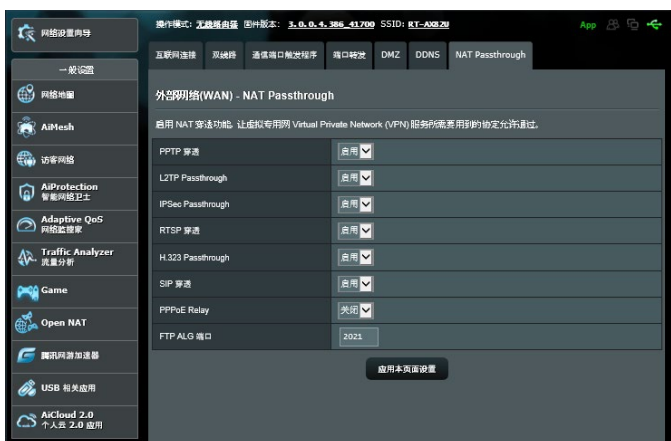 操作模式: 无线路由器 固件版本: 3.0.0.4.386_41700 SSID: RT-AX82U
App
网络设置向导
互联网连接 双线路 通信端口触发程序 端口转发 DMZ DDNS NAT Passthrough
一般设置
网络地图
AiMesh
访客网络
AiProtection
智能网络卫士
Adaptive QoS
网络监控家
Traffic Analyzer
流量分析
Game
Open NAT
腾讯网游加速器
USB 相关应用
AiCloud 2.0
个人云 2.0 应用
外部网络(WAN) - NAT Passthrough
启用 NAT 穿透功能, 让虚拟专用网 Virtual Private Network (VPN) 服务所需要用到的协定允许通过。
PPTP 穿透 启用
L2TP Passthrough 启用
IPSec Passthrough 启用
RTSP 穿透 启用
H.323 Passthrough 启用
SIP 穿透 启用
PPPoE Relay 关闭
FTP ALG 端口 2021
应用本页面设置